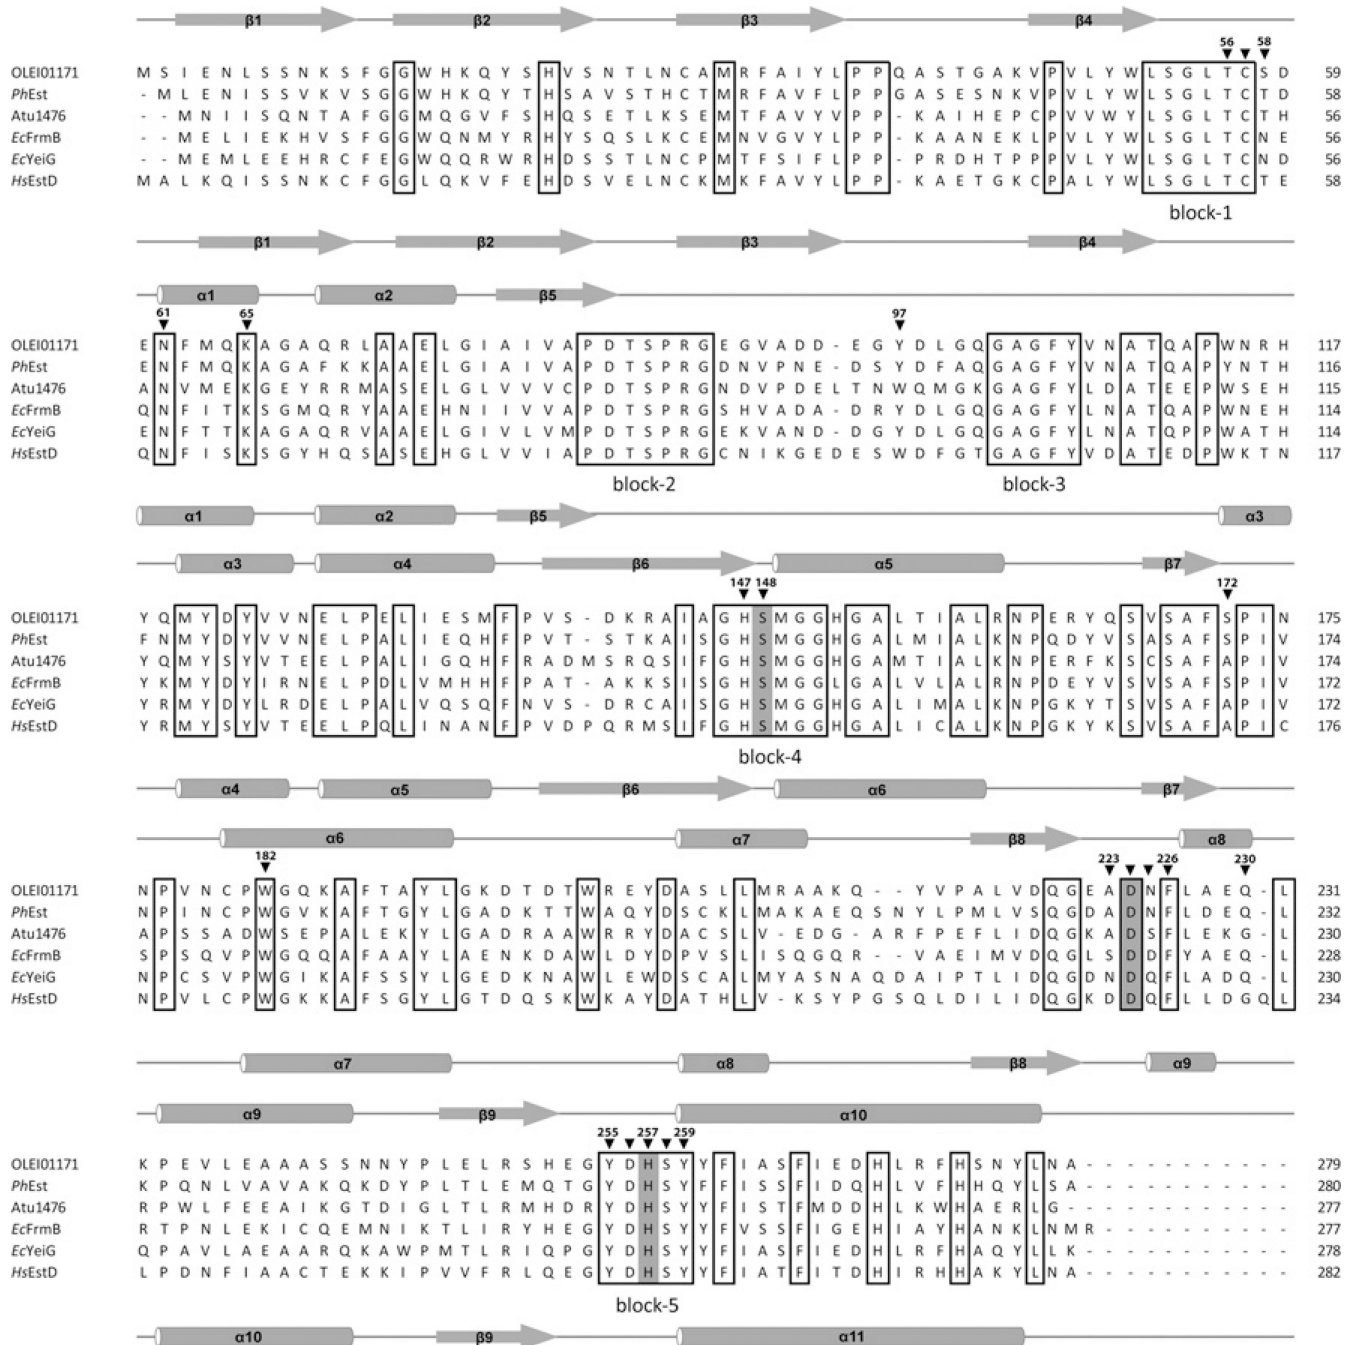 β1 β2 β3 β4
56 58
OLEI01171 M S I E N L S S N K S F G G W H K Q Y S H V S N T L N C A M R F A I Y L P P Q A S T G A K V P V L Y W L S G L T C S D 59
PhEst - M L E N I S S V K V S G G W H K Q Y T H S A V S T H C T M R F A V F L P P G A S E S N K V P V L Y W L S G L T C T D 58
Atu1476 - - M N I I S Q N T A F G G M Q G V F S H Q S E T L K S E M T F A V Y V P P - K A I H E P C P V V W Y L S G L T C T H 56
EcFrmB - - M E L I E K H V S F G G W Q N M Y R H Y S Q S L K C E M N V G V Y L P P - K A A N E K L P V L Y W L S G L T C N E 56
EcYeiG - - M E M L E E H R C F E G W Q Q R W R H D S S T L N C P M T F S I F L P P - P R D H T P P P V L Y W L S G L T C N D 56
HsEstD M A L K Q I S S N K C F G G L Q K V F E H D S V E L N C K M K F A V Y L P P - K A E T G K C P A L Y W L S G L T C T E 58
block-1
β1 β2 β3 β4
α1 α2 β5
61 65 97
OLEI01171 E N F M Q K A G A Q R L A A E L G I A I V A P D T S P R G E G V A D D - E G Y D L G Q G A G F Y V N A T Q A P W N R H 117
PhEst E N F M Q K A G A F K K A A E L G I A I V A P D T S P R G D N V P N E - D S Y D F A Q G A G F Y V N A T Q A P Y N T H 116
Atu1476 A N V M E K G E Y R R M A S E L G L V V V C P D T S P R G N D V P D E L T N W Q M G K G A G F Y L D A T E E P W S E H 115
EcFrmB Q N F I T K S G M Q R Y A A E H N I I V V A P D T S P R G S H V A D A - D R Y D L G Q G A G F Y L N A T Q A P W N E H 114
EcYeiG E N F T T K A G A Q R V A A E L G I V L V M P D T S P R G E K V A N D - D G Y D L G Q G A G F Y L N A T Q P P W A T H 114
HsEstD Q N F I S K S G Y H Q S A S E H G L V V I A P D T S P R G C N I K G E D E S W D F G T G A G F Y V D A T E D P W K T N 117
block-2 block-3
α1 α2 β5 α3
α3 α4 β6 α5 β7
147 148 172
OLEI01171 Y Q M Y D Y V V N E L P E L I E S M F P V S - D K R A I A G H S M G G H G A L T I A L R N P E R Y Q S V S A F S P I N 175
PhEst F N M Y D Y V V N E L P A L I E Q H F P V T - S T K A I S G H S M G G H G A L M I A L K N P Q D Y V S A S A F S P I N 174
Atu1476 Y Q M Y S Y V T E E L P A L I G Q H F R A D M S R Q S I F G H S M G G H G A M T I A L K N P E R F K S C S A F A P I V 174
EcFrmB Y K M Y D Y I R N E L P D L V M H H F P A T - A K K S I S G H S M G G L G A L V L A L R N P D E Y V S V S A F S P I V 172
EcYeiG Y R M Y D Y L R D E L P A L V Q S Q F N V S - D R C A I S G H S M G G H G A L I M A L K N P G K Y T S V S A F A P I V 172
HsEstD Y R M Y S Y V T E E L P Q L I N A N F P V D P Q R M S I F G H S M G G H G A L I C A L K N P G K Y K S V S A F A P I C 176
block-4
α4 α5 β6 α6 β7
α6 α7 β8 α8
182 223 226 230
OLEI01171 N P V N C P W G Q K A F T A Y L G K D T D T W R E Y D A S L L M R A A K Q - - Y V P A L V D Q G E A D N F L A E Q - L 231
PhEst N P I N C P W G V K A F T G Y L G A D K T T W A Q Y D S C K L M A K A E Q S N Y L P M L V S Q G D A D N F L D E Q - L 232
Atu1476 A P S S A D W S E P A L E K Y L G A D R A A W R R Y D A C S L V - E D G - A R F P E F L I D Q G K A D S F L E K G - L 230
EcFrmB S P S Q V P W G Q Q A F A A Y L A E N K D A W L D Y D P V S L I S Q G Q R - - V A E I M V D Q G L S D D F Y A E Q - L 228
EcYeiG N P C S V P W G I K A F S S Y L G E D K N A W L E W D S C A L M Y A S N A Q D A I P T L I D Q G D N D Q F L A D Q - L 230
HsEstD N P V L C P W G K K A F S G Y L G T D Q S K W K A Y D A T H L V - K S Y P G S Q L D I L I D Q G K D D Q F L L D G Q L 234
α7 α8 β8 α9
α9 β9 α10
255 257 259
OLEI01171 K P E V L E A A A S S N N Y P L E L R S H E G Y D H S Y Y F I A S F I E D H L R F H S N Y L N A - - - - - - - - - - - 279
PhEst K P Q N L V A V A K Q K D Y P L T L E M Q T G Y D H S Y F F I S S F I D Q H L V F H H Q Y L S A - - - - - - - - - - - 280
Atu1476 R P W L F E E A I K G T D I G L T L R M H D R Y D H S Y Y F I S T F M D D H L K W H A E R L G - - - - - - - - - - - - 277
EcFrmB R T P N L E K I C Q E M N I K T L I R Y H E G Y D H S Y Y F V S S F I G E H I A Y H A N K L N M R - - - - - - - - - - 277
EcYeiG Q P A V L A E A A R Q K A W P M T L R I Q P G Y D H S Y Y F I A S F I E D H L R F H A Q Y L L K - - - - - - - - - - - 278
HsEstD L P D N F I A A C T E K K I P V V F R L Q E G Y D H S Y Y F I A T F I T D H I R H H A K Y L N A - - - - - - - - - - - 282
block-5
α10 β9 α11